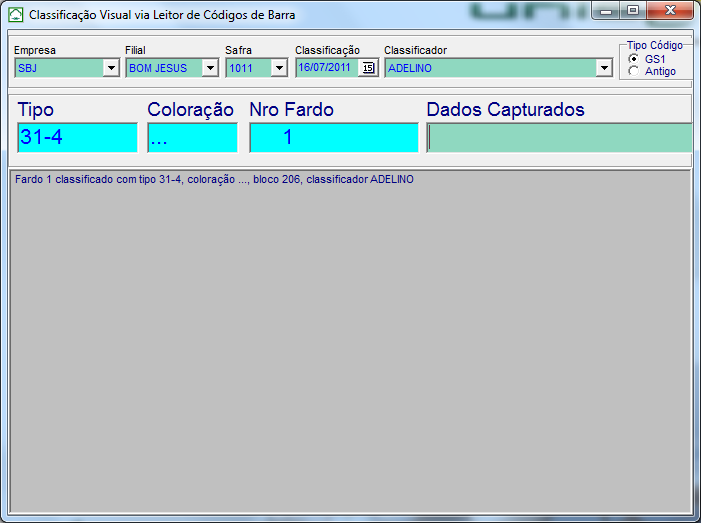 Classificação Visual via Leitor de Códigos de Barra
Empresa Filial Safra Classificação Classificador Tipo Código
SBJ BOM JESUS 1011 16/07/2011 15 ADELINO GS1
Antigo
Tipo Coloração Nro Fardo Dados Capturados
31-4 ... 1
Fardo 1 classificado com tipo 31-4, coloração ..., bloco 206, classificador ADELINO